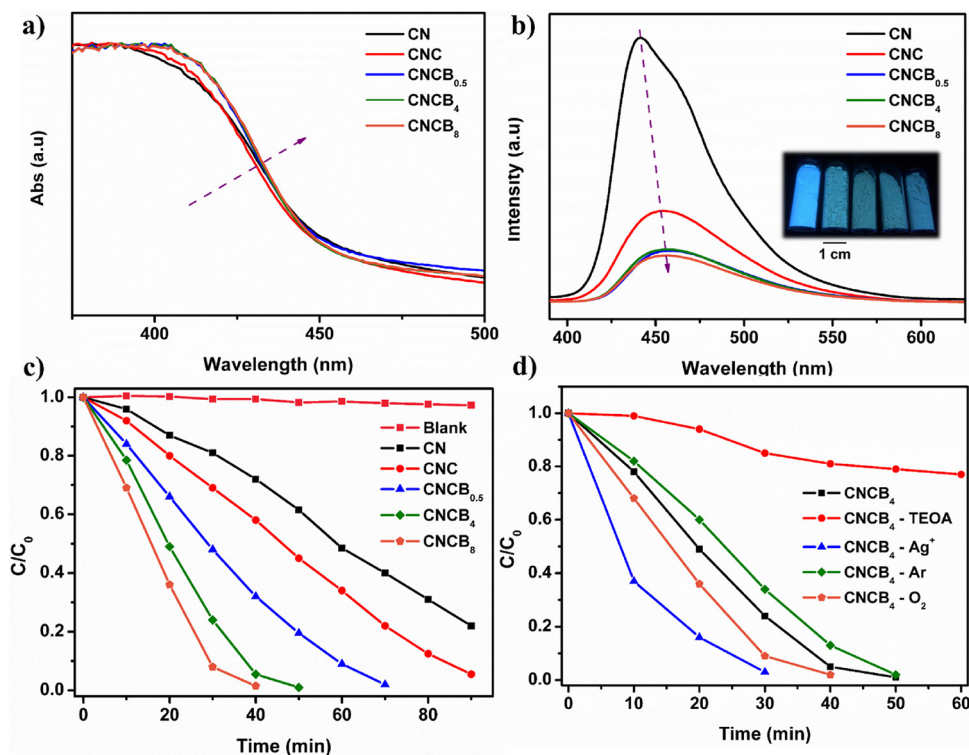 a)
Abs (a.u)
CN
CNC
CNCB0.5
CNCB4
CNCB8
400
450
500
Wavelength (nm)
b)
Intensity (a.u)
CN
CNC
CNCB0.5
CNCB4
CNCB8
1 cm
400
450
500
550
600
Wavelength (nm)
c)
C/C0
1.0
0.8
0.6
0.4
0.2
0.0
Blank
CN
CNC
CNCB0.5
CNCB4
CNCB8
0
20
40
60
80
Time (min)
d)
C/C0
1.0
0.8
0.6
0.4
0.2
0.0
CNCB4
CNCB4 - TEOA
CNCB4 - Ag+
CNCB4 - Ar
CNCB4 - O2
0
10
20
30
40
50
60
Time (min)